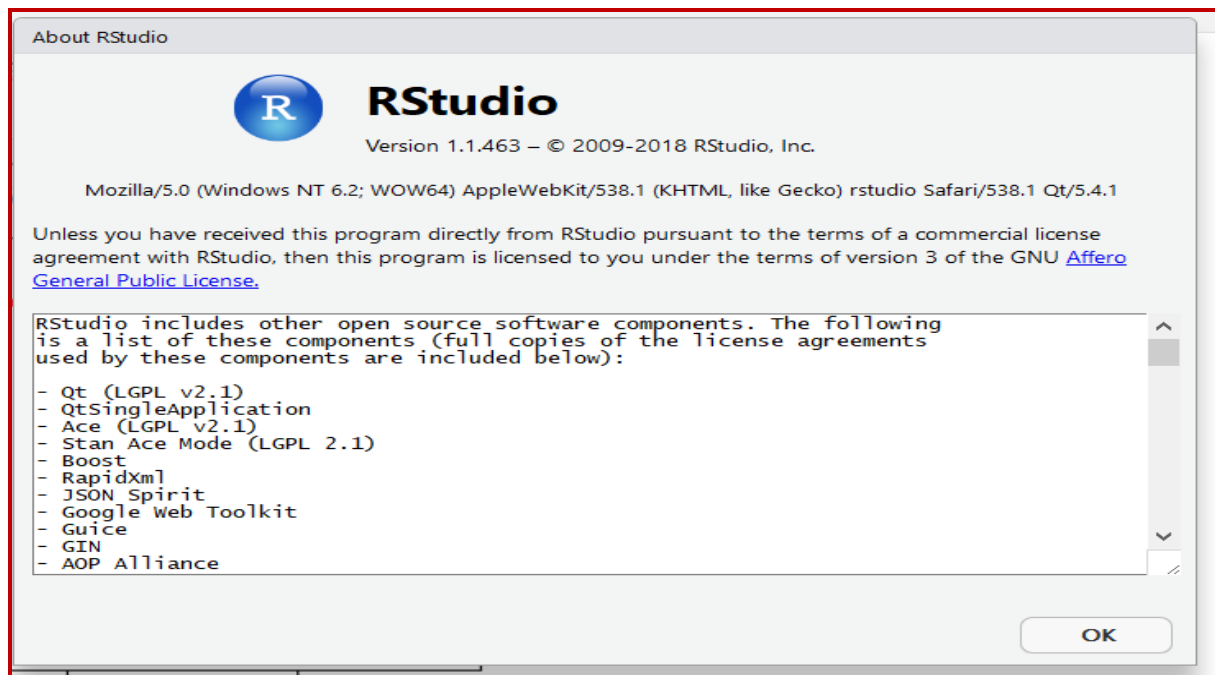 About RStudio
R
RStudio
Version 1.1.463 – © 2009-2018 RStudio, Inc.
Mozilla/5.0 (Windows NT 6.2; WOW64) AppleWebKit/538.1 (KHTML, like Gecko) rstudio Safari/538.1 Qt/5.4.1
Unless you have received this program directly from RStudio pursuant to the terms of a commercial license
agreement with RStudio, then this program is licensed to you under the terms of version 3 of the GNU Affero
General Public License.
RStudio includes other open source software components. The following
is a list of these components (full copies of the license agreements
used by these components are included below):
- Qt (LGPL v2.1)
- QtSingleApplication
- Ace (LGPL v2.1)
- Stan Ace Mode (LGPL 2.1)
- Boost
- RapidXml
- JSON Spirit
- Google Web Toolkit
- Guice
- GIN
- AOP Alliance
OK